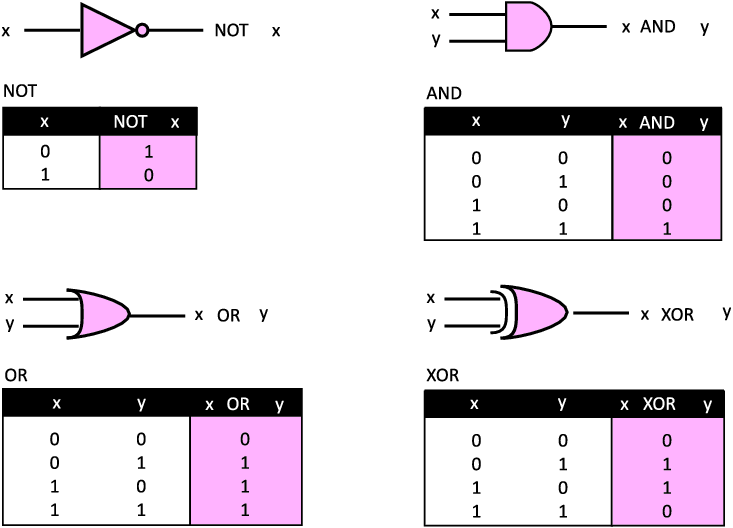 x NOT x
NOT
x NOT x
0 1
1 0
x
y
x AND y
AND
x y x AND y
0 0 0
0 1 0
1 0 0
1 1 1
x
y
x OR y
OR
x y x OR y
0 0 0
0 1 1
1 0 1
1 1 1
x
y
x XOR y
XOR
x y x XOR y
0 0 0
0 1 1
1 0 1
1 1 0